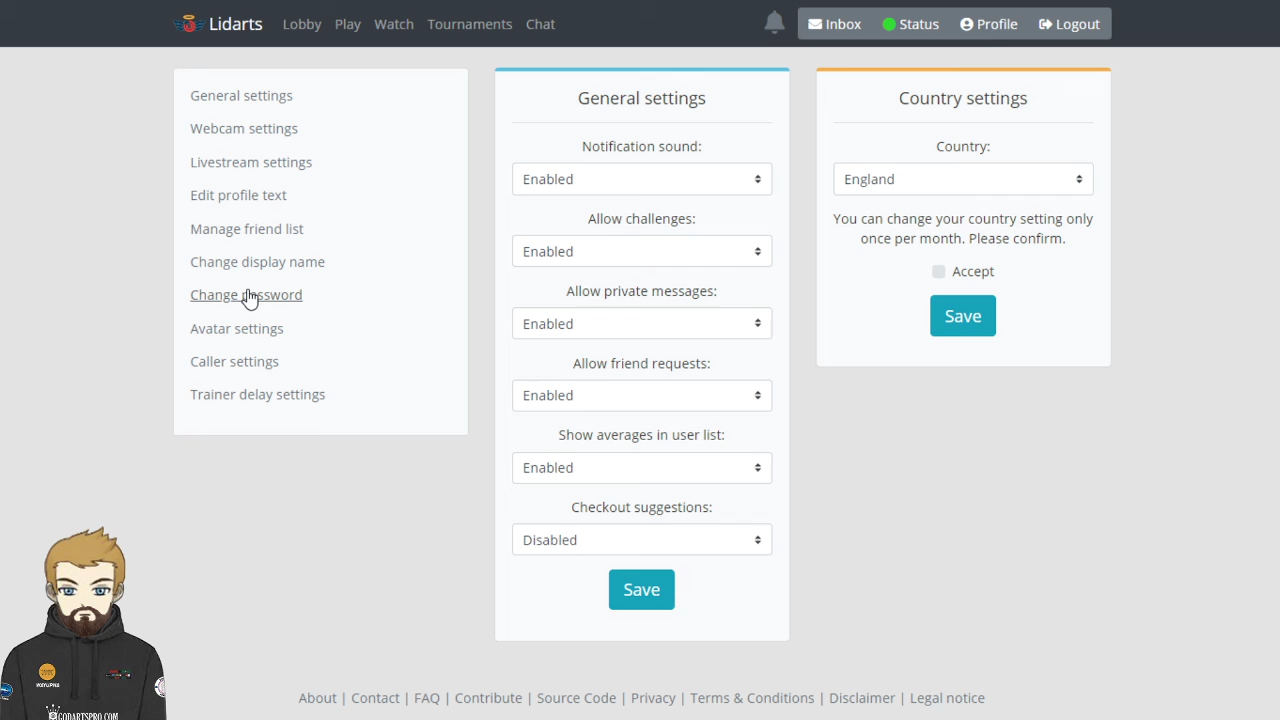 Lidarts Lobby Play Watch Tournaments Chat Inbox Status Profile Logout
General settings
Webcam settings
Livestream settings
Edit profile text
Manage friend list
Change display name
Change password
Avatar settings
Caller settings
Trainer delay settings
General settings
Notification sound:
Enabled
Allow challenges:
Enabled
Allow private messages:
Enabled
Allow friend requests:
Enabled
Show averages in user list:
Enabled
Checkout suggestions:
Disabled
Save
Country settings
Country:
England
You can change your country setting only
once per month. Please confirm.
Accept
Save
GODARTSPRO.COM
About | Contact | FAQ | Contribute | Source Code | Privacy | Terms & Conditions | Disclaimer | Legal notice